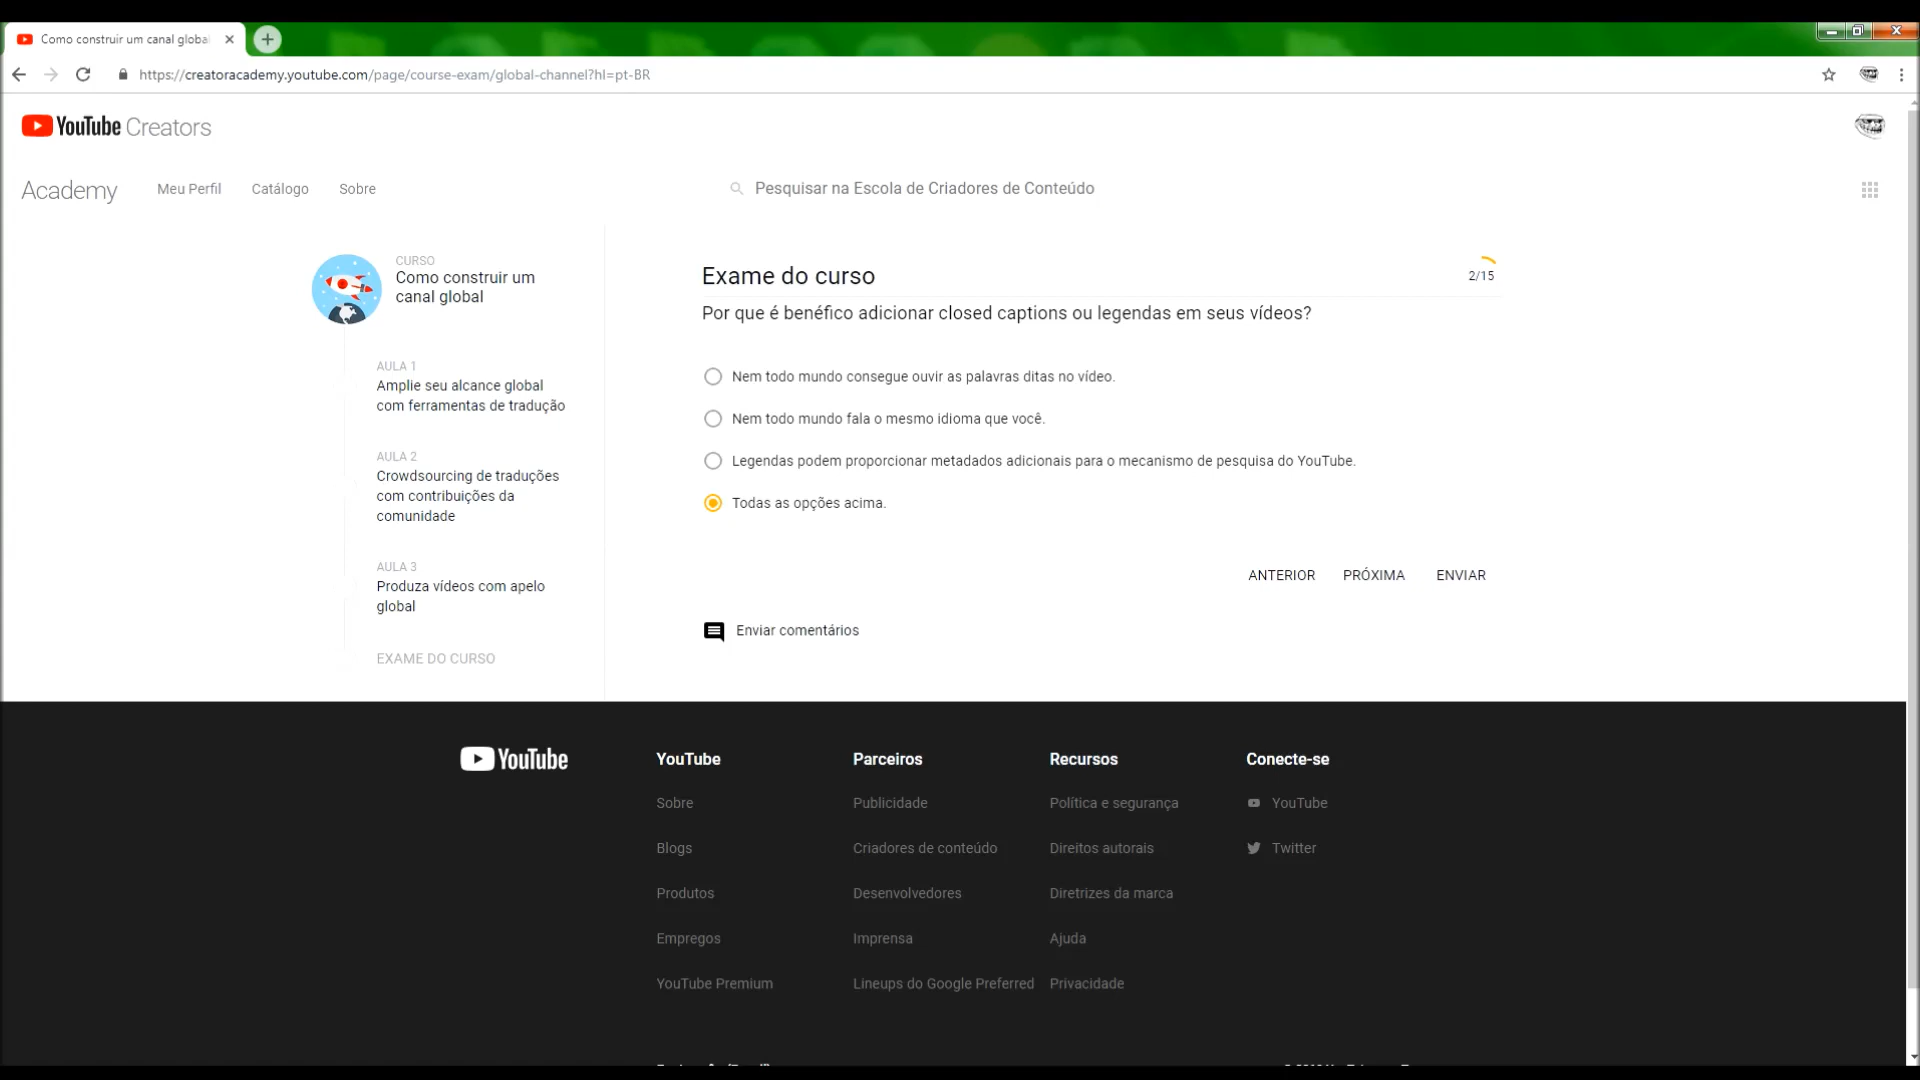 Como construir um canal globa
https://creatoracademy.youtube.com/page/course-exam/global-channel?hl=pt-BR
YouTube Creators
Academy Meu Perfil Catálogo Sobre Pesquisar na Escola de Criadores de Conteúdo
CURSO
Como construir um
canal global
AULA 1
Amplie seu alcance global
com ferramentas de tradução
AULA 2
Crowdsourcing de traduções
com contribuições da
comunidade
AULA 3
Produza vídeos com apelo
global
EXAME DO CURSO
Exame do curso 2/15
Por que é benéfico adicionar closed captions ou legendas em seus vídeos?
Nem todo mundo consegue ouvir as palavras ditas no vídeo.
Nem todo mundo fala o mesmo idioma que você.
Legendas podem proporcionar metadados adicionais para o mecanismo de pesquisa do YouTube.
Todas as opções acima.
ANTERIOR PRÓXIMA ENVIAR
Enviar comentários
YouTube
YouTube
Sobre
Blogs
Produtos
Empregos
YouTube Premium
Parceiros
Publicidade
Criadores de conteúdo
Desenvolvedores
Imprensa
Lineups do Google Preferred
Recursos
Política e segurança
Direitos autorais
Diretrizes da marca
Ajuda
Privacidade
Conecte-se
YouTube
Twitter